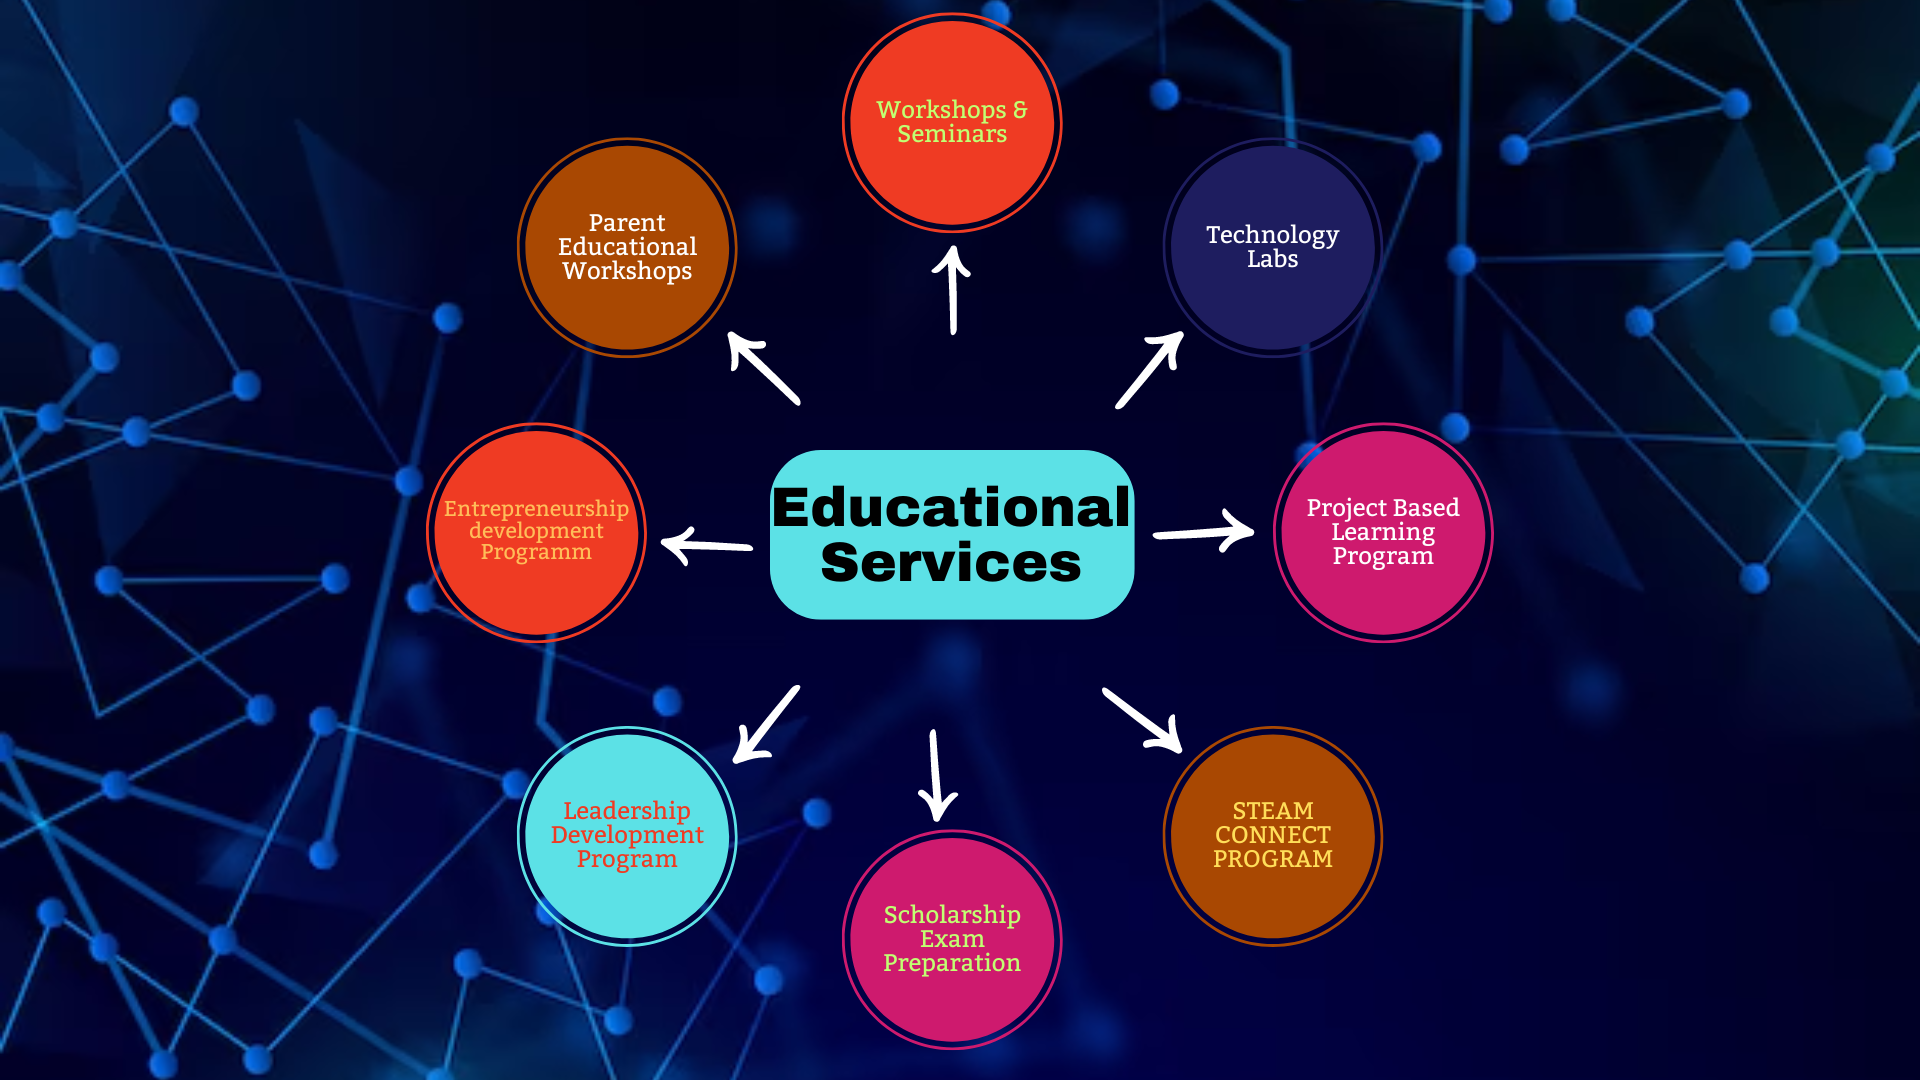 Workshops &
Seminars
Parent
Educational
Workshops
Technology
Labs
Entrepreneurship
development
Programm
Educational
Services
Project Based
Learning
Program
Leadership
Development
Program
STEAM
CONNECT
PROGRAM
Scholarship
Exam
Preparation